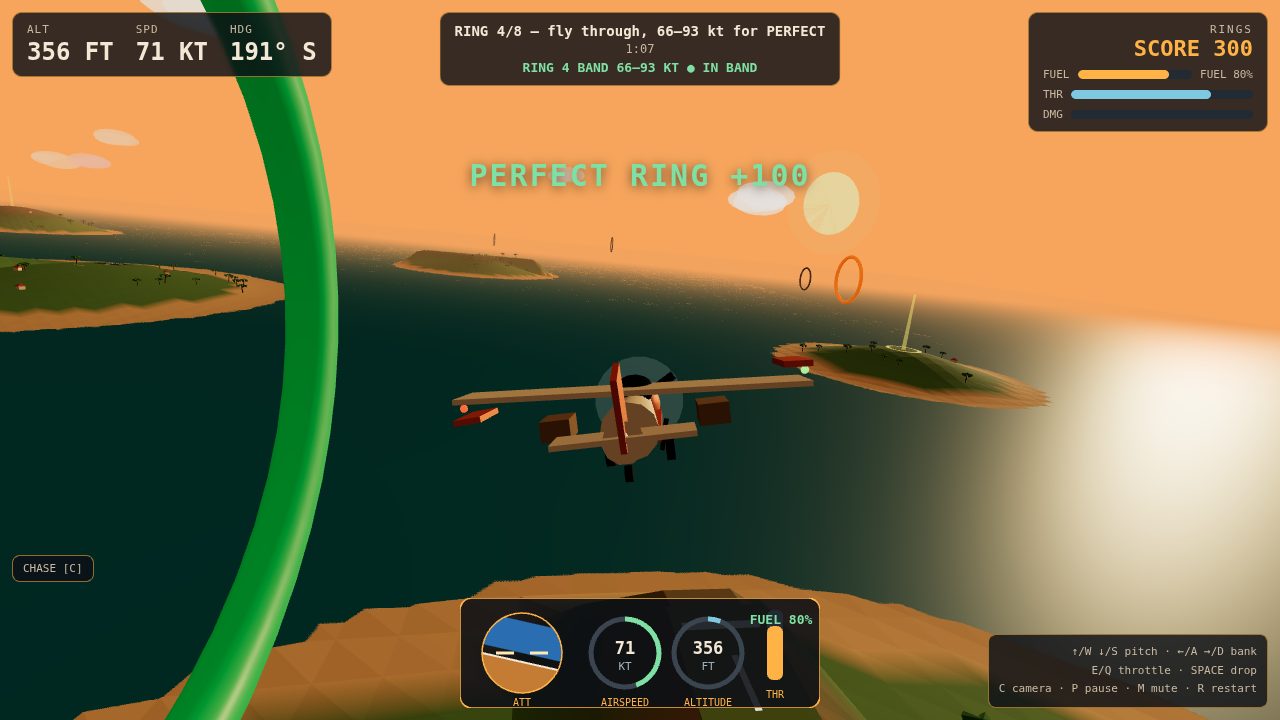 ALT SPD HDG
356 FT 71 KT 191° S
RING 4/8 — fly through, 66–93 kt for PERFECT
1:07
RING 4 BAND 66–93 KT ● IN BAND
RINGS
SCORE 300
FUEL FUEL 80%
THR
DMG
PERFECT RING +100
CHASE [C]
FUEL 80%
71 356
KT FT
THR
ATT AIRSPEED ALTITUDE
↑/W ↓/S pitch · ←/A →/D bank
E/Q throttle · SPACE drop
C camera · P pause · M mute · R restart